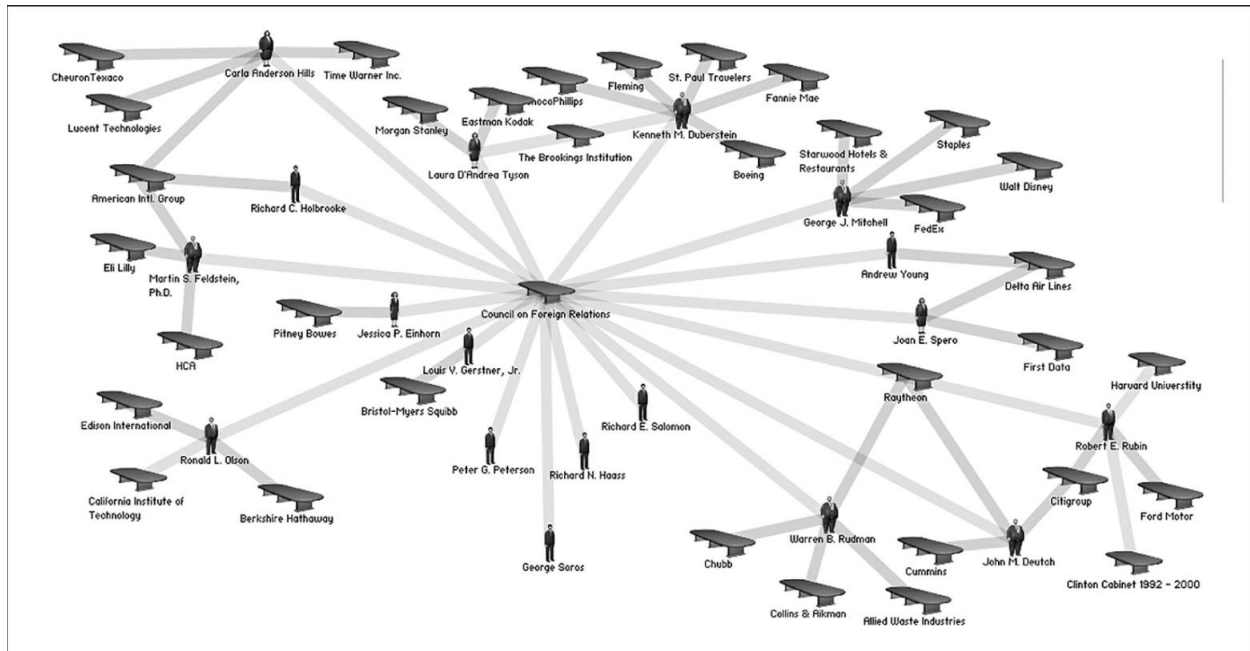 ChevronTexaco
Carla Anderson Hills
Time Warner Inc.
Lucent Technologies
Morgan Stanley
Eastman Kodak
nocoPhillips
Fleming
St. Paul Travelers
Fannie Mae
Kenneth M. Duberstein
The Brookings Institution
Laura D'Andrea Tyson
Boeing
Starwood Hotels &
Restaurants
Staples
Walt Disney
George J. Mitchell
FedEx
American Intl. Group
Richard C. Holbrooke
Eli Lilly
Martin S. Feldstein,
Ph.D.
Andrew Young
Delta Air Lines
Pitney Bowes
Jessica P. Einhorn
Council on Foreign Relations
Joan E. Spero
First Data
HCA
Louis V. Gerstner, Jr.
Bristol-Myers Squibb
Raytheon
Harvard Universtity
Edison International
Ronald L. Olson
Richard E. Salomon
Robert E. Rubin
Peter G. Peterson
Richard N. Haass
California Institute of
Technology
Berkshire Hathaway
Citigroup
Ford Motor
George Soros
Chubb
Warren B. Rudman
Cummins
John M. Deutch
Clinton Cabinet 1992 - 2000
Collins & Aikman
Allied Waste Industries